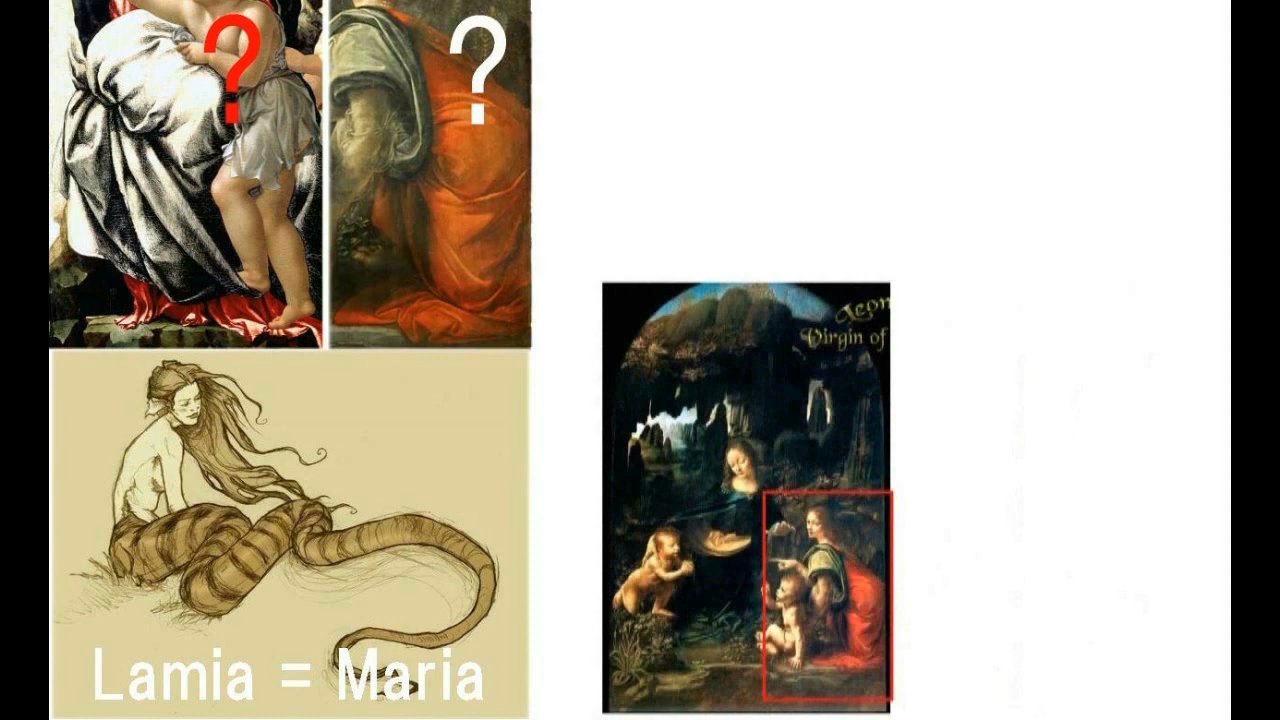 ?
?
Lamia = Maria
Virgin of